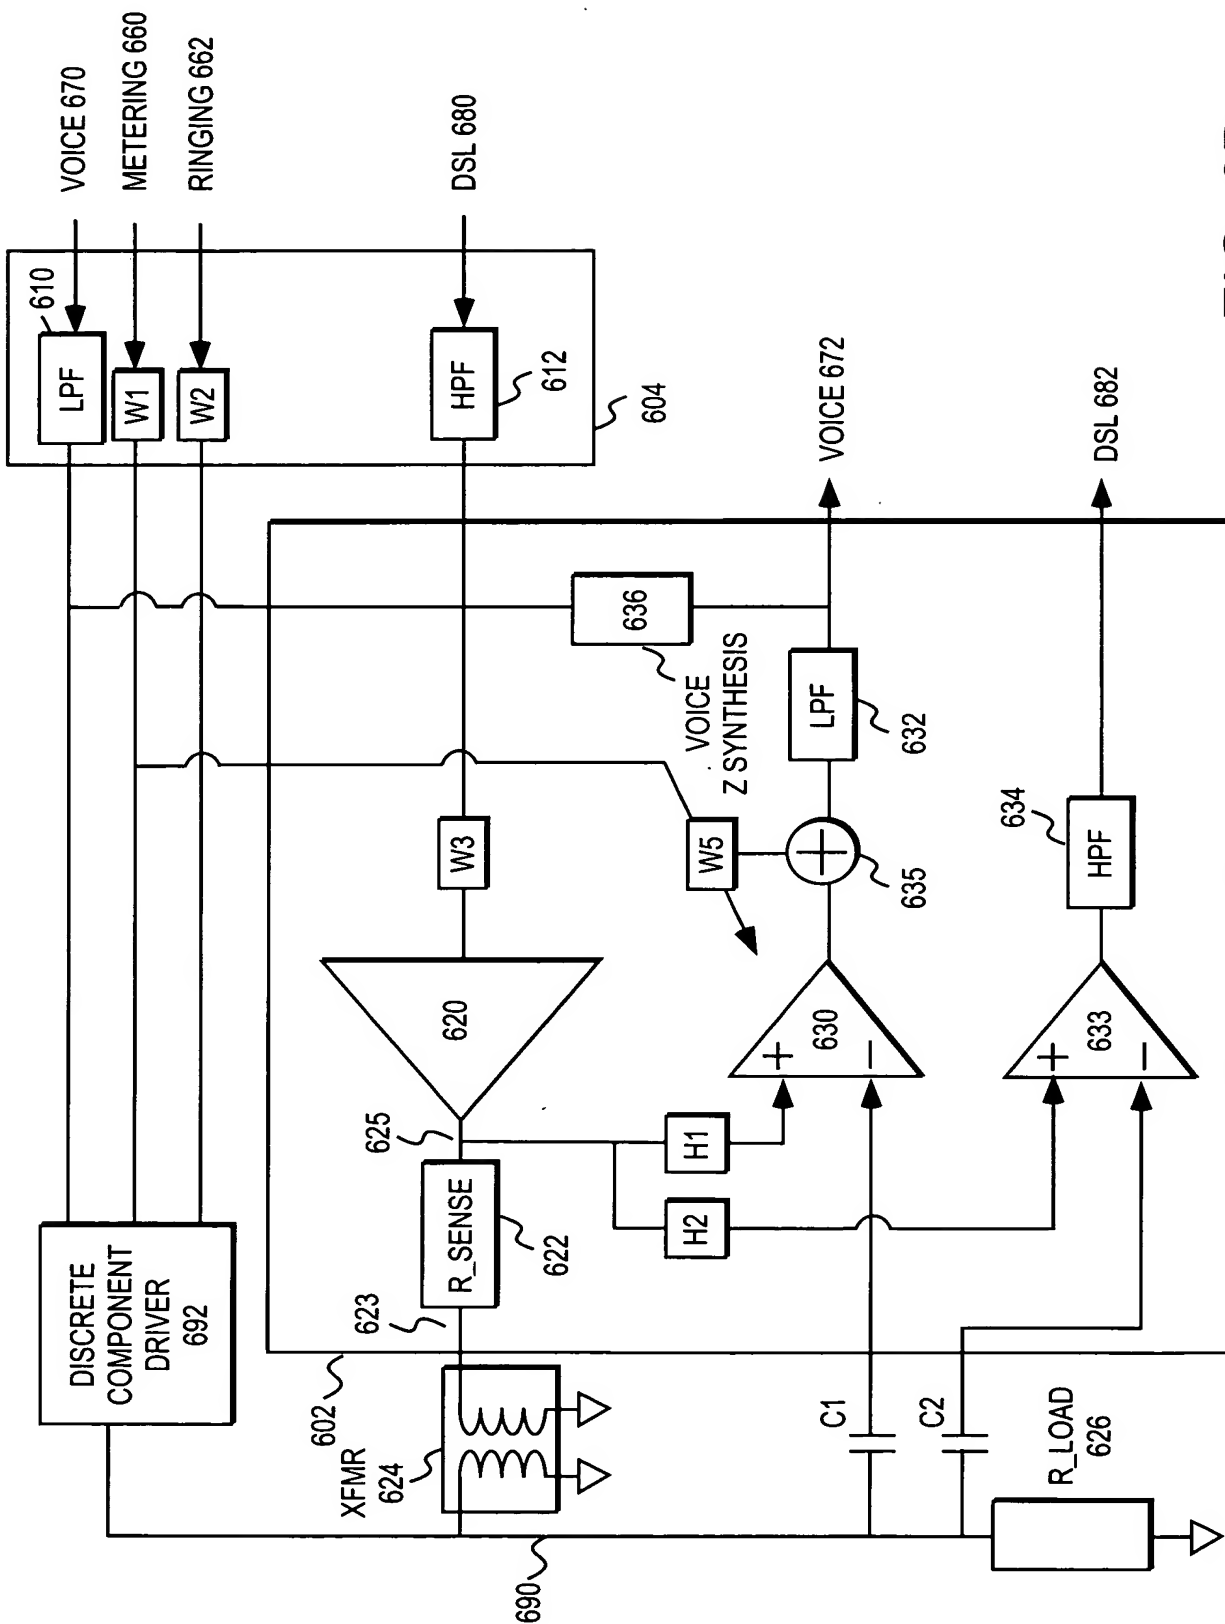 VOICE 670
METERING 660
RINGING 662
DSL 680
610
LPF
W1
W2
HPF
612
604
DISCRETE
COMPONENT
DRIVER
692
602
XFMR
624
623
R_SENSE
622
625
620
W3
636
VOICE
Z SYNTHESIS
W5
635
LPF
632
VOICE 672
H1
H2
+
−
630
+
−
633
HPF
634
DSL 682
C1
C2
R_LOAD
626
690